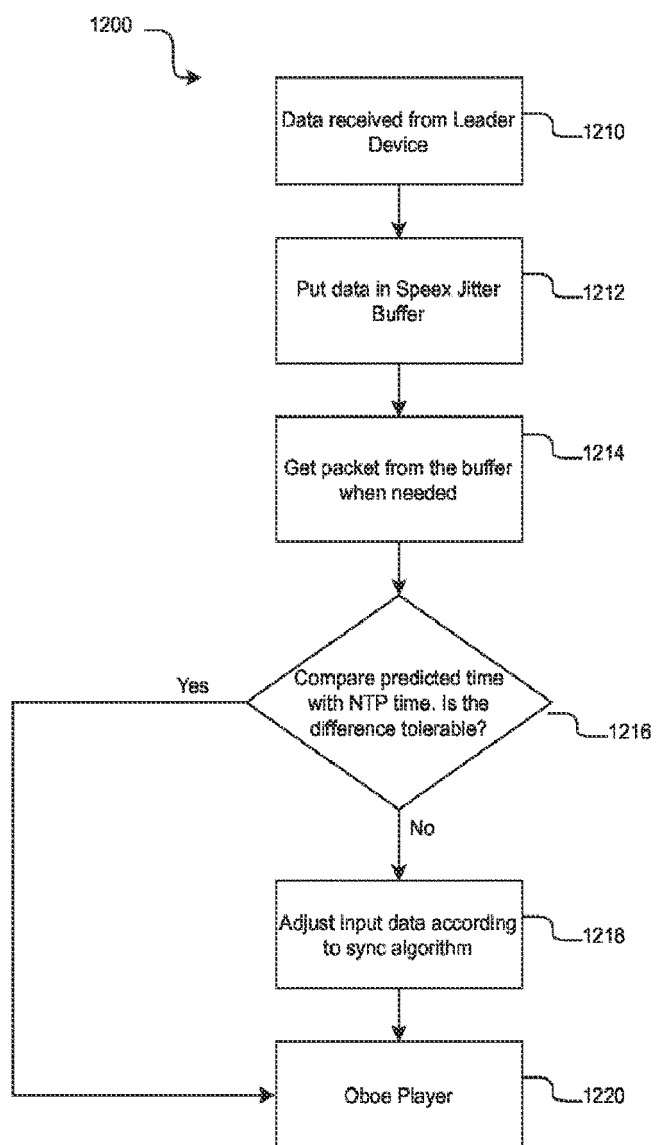 1200
Data received from Leader
Device
1210
Put data in Speex Jitter
Buffer
1212
Get packet from the buffer
when needed
1214
Compare predicted time
with NTP time. Is the
difference tolerable?
1216
Yes
No
Adjust input data according
to sync algorithm
1218
Oboe Player
1220